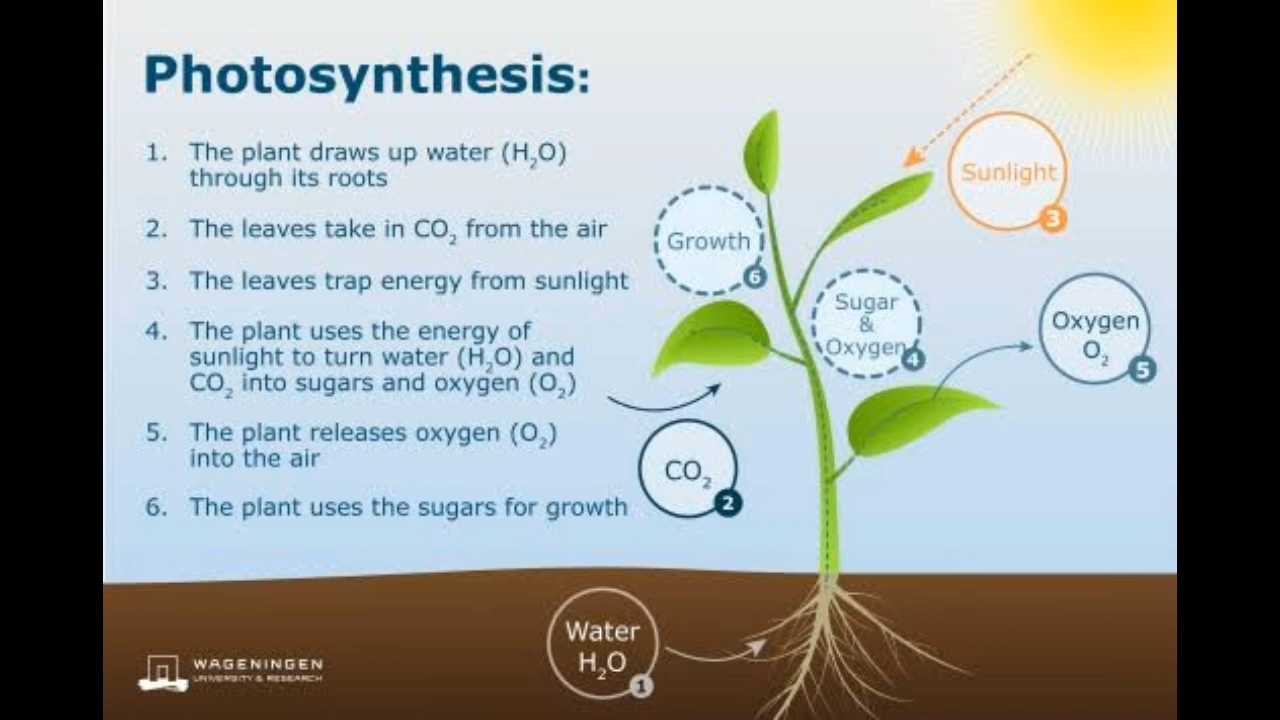 Photosynthesis:
1. The plant draws up water (H₂O)
through its roots
2. The leaves take in CO₂ from the air
3. The leaves trap energy from sunlight
4. The plant uses the energy of
sunlight to turn water (H₂O) and
CO₂ into sugars and oxygen (O₂)
5. The plant releases oxygen (O₂)
into the air
6. The plant uses the sugars for growth
Sunlight
3
Growth
6
Sugar
&
Oxygen
4
Oxygen
O₂
5
CO₂
2
Water
H₂O
1
WAGENINGEN
UNIVERSITY & RESEARCH